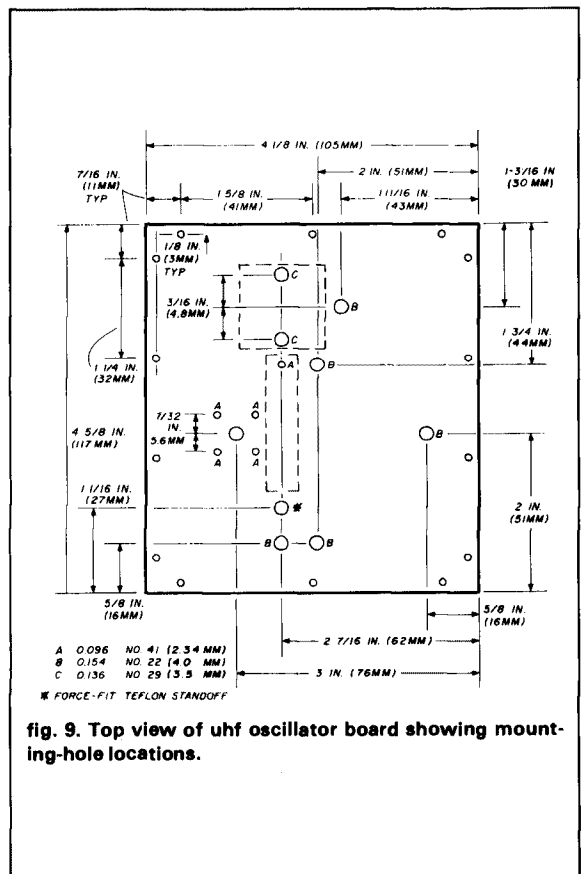 4 1/8 IN. (105MM)
7/16 IN.
(11MM)
TYP
1 5/8 IN.
(41MM)
2 IN. (51MM)
1 11/16 IN.
(43MM)
1-3/16 IN
(30 MM)
1/8 IN.
(3MM)
TYP
C
3/16 IN.
(4.8MM)
C
B
1 3/4 IN.
(44MM)
1 1/4 IN.
(32MM)
A
B
A A
7/32
IN.
5.6MM
A A
B
4 5/8 IN.
(117 MM)
1 1/16 IN.
(27MM)
*
2 IN.
(51MM)
B B
5/8 IN.
(16MM)
5/8 IN.
(16MM)
2 7/16 IN. (62MM)
3 IN. (76MM)
A 0.096 NO. 41 (2.34 MM)
B 0.154 NO. 22 (4.0 MM)
C 0.136 NO 29 (3.5 MM)
* FORCE-FIT TEFLON STANDOFF
fig. 9. Top view of uhf oscillator board showing mount-
ing-hole locations.